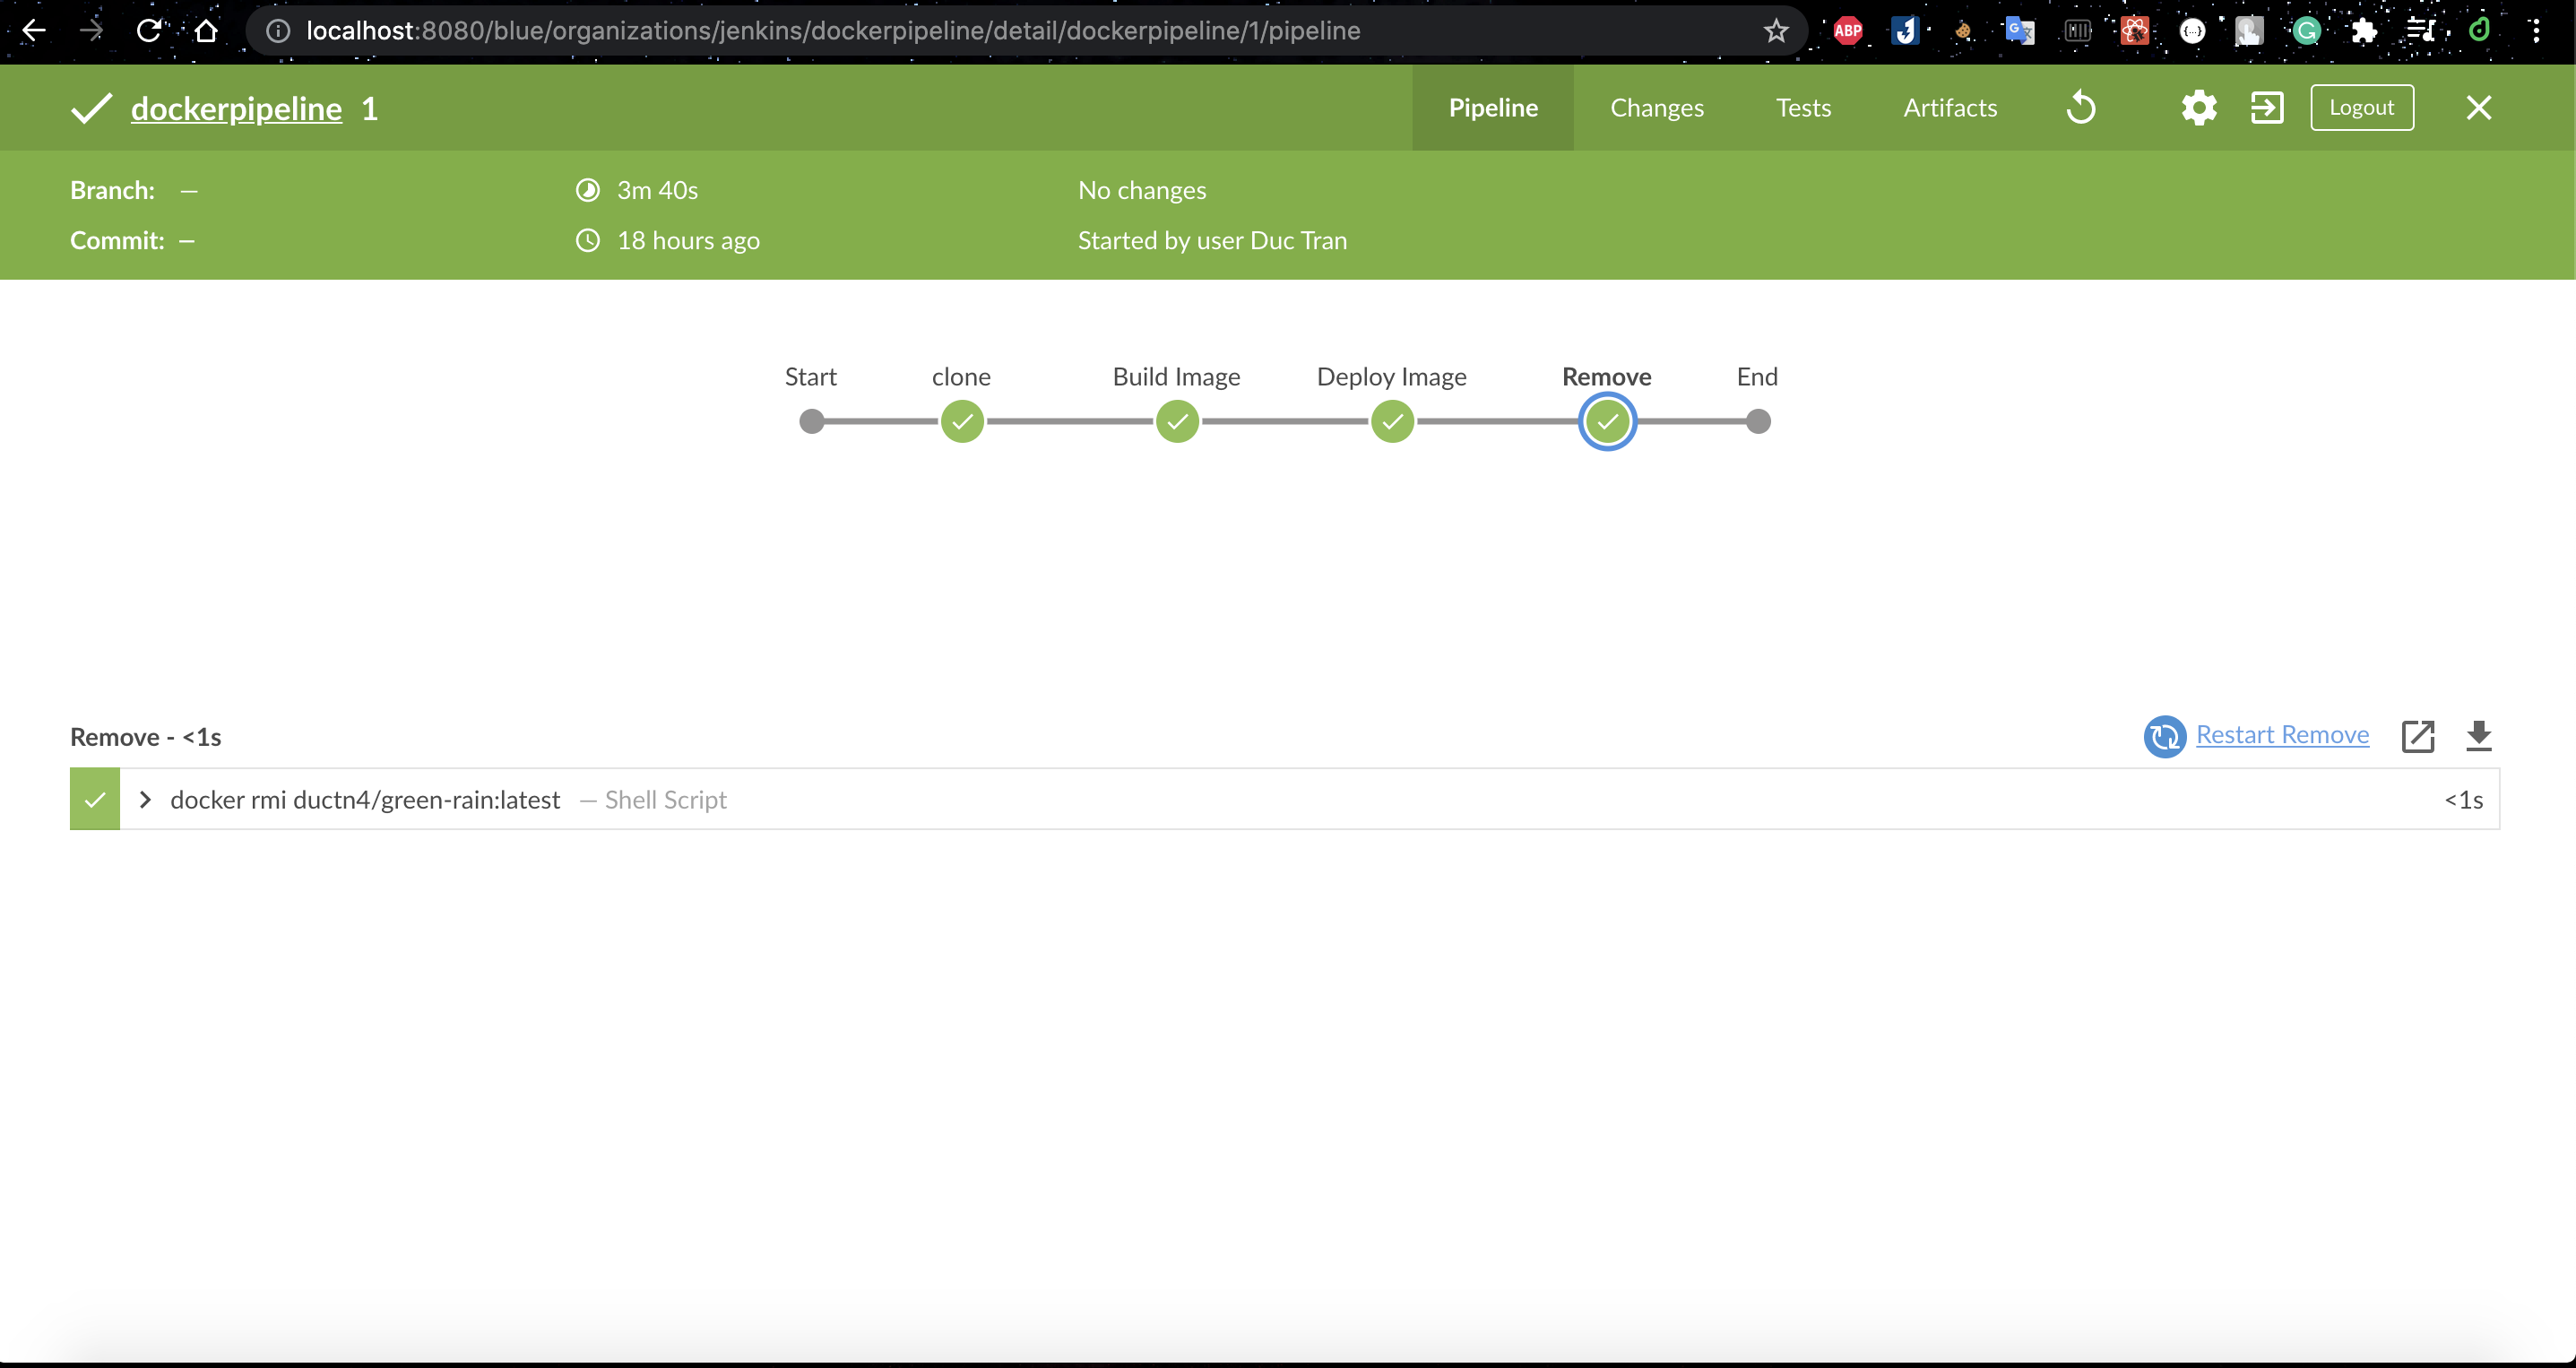 localhost:8080/blue/organizations/jenkins/dockerpipeline/detail/dockerpipeline/1/pipeline
ABP
dockerpipeline 1
Pipeline Changes Tests Artifacts Logout
Branch: — 3m 40s No changes
Commit: — 18 hours ago Started by user Duc Tran
Start clone Build Image Deploy Image Remove End
Remove - <1s Restart Remove
docker rmi ductn4/green-rain:latest — Shell Script <1s